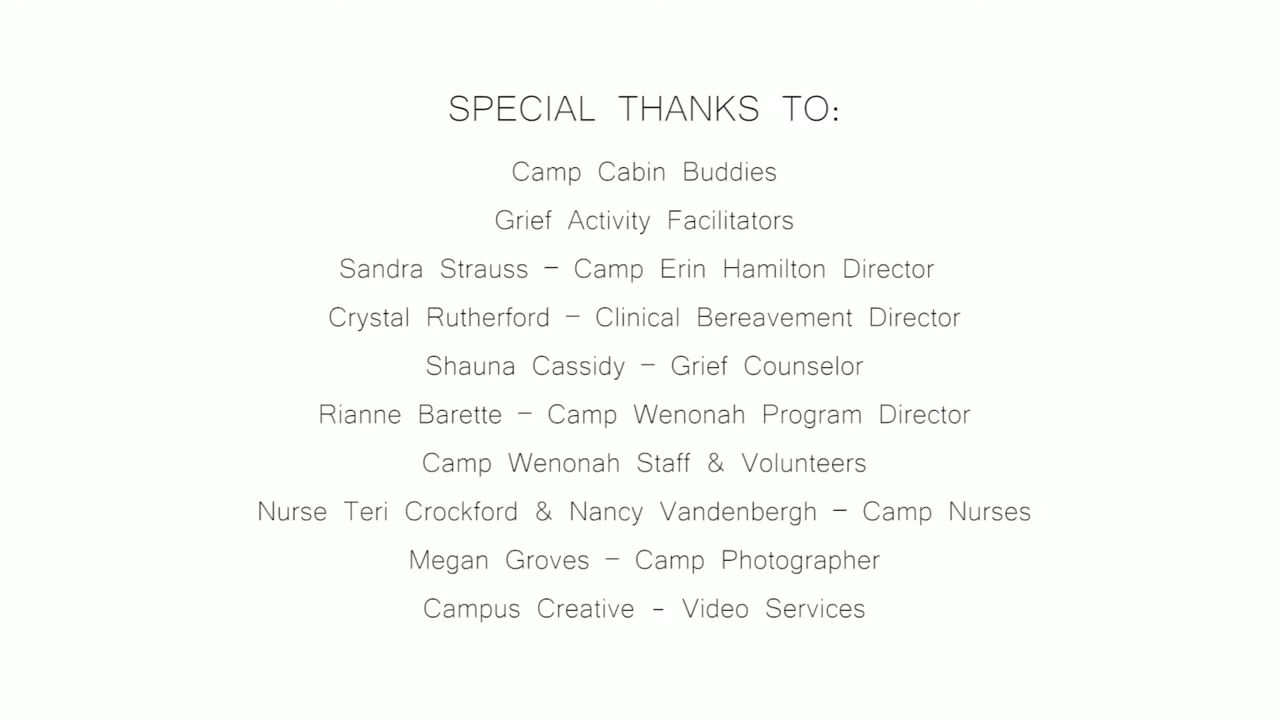 SPECIAL THANKS TO:
Camp Cabin Buddies
Grief Activity Facilitators
Sandra Strauss – Camp Erin Hamilton Director
Crystal Rutherford – Clinical Bereavement Director
Shauna Cassidy – Grief Counselor
Rianne Barette – Camp Wenonah Program Director
Camp Wenonah Staff & Volunteers
Nurse Teri Crockford & Nancy Vandenbergh – Camp Nurses
Megan Groves – Camp Photographer
Campus Creative - Video Services